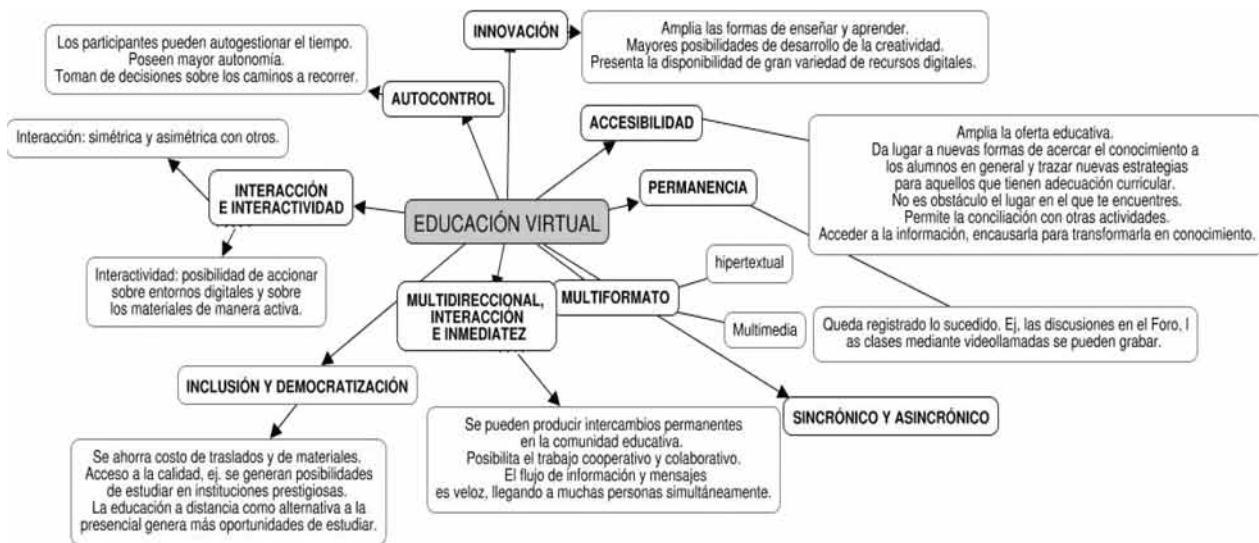 INNOVACIÓN
Amplia las formas de enseñar y aprender.
Mayores posibilidades de desarrollo de la creatividad.
Presenta la disponibilidad de gran variedad de recursos digitales.
Los participantes pueden autogestionar el tiempo.
Poseen mayor autonomía.
Toman de decisiones sobre los caminos a recorrer.
AUTOCONTROL
ACCESIBILIDAD
Amplia la oferta educativa.
Da lugar a nuevas formas de acercar el conocimiento a
los alumnos en general y trazar nuevas estrategias
para aquellos que tienen adecuación curricular.
No es obstáculo el lugar en el que te encuentres.
Permite la conciliación con otras actividades.
Acceder a la información, encausarla para transformarla en conocimiento.
Interacción: simétrica y asimétrica con otros.
INTERACCIÓN
E INTERACTIVIDAD
PERMANENCIA
EDUCACIÓN VIRTUAL
Interactividad: posibilidad de accionar
sobre entornos digitales y sobre
los materiales de manera activa.
MULTIDIRECCIONAL,
INTERACCIÓN
E INMEDIATEZ
MULTIFORMATO
hipertextual
Multimedia
Queda registrado lo sucedido. Ej, las discusiones en el Foro, l
as clases mediante videollamadas se pueden grabar.
INCLUSIÓN Y DEMOCRATIZACIÓN
SINCRÓNICO Y ASINCRÓNICO
Se ahorra costo de traslados y de materiales.
Acceso a la calidad, ej. se generan posibilidades
de estudiar en instituciones prestigiosas.
La educación a distancia como alternativa a la
presencial genera más oportunidades de estudiar.
Se pueden producir intercambios permanentes
en la comunidad educativa.
Posibilita el trabajo cooperativo y colaborativo.
El flujo de información y mensajes
es veloz, llegando a muchas personas simultáneamente.